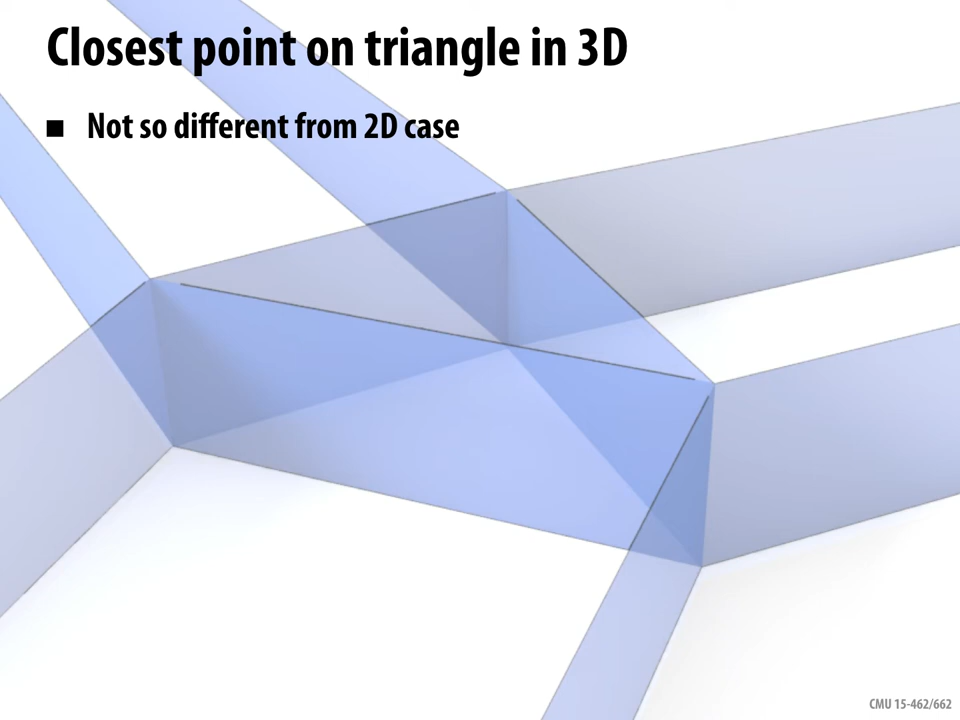 Closest point on triangle in 3D
■ Not so different from 2D case
CMU 15-462/662